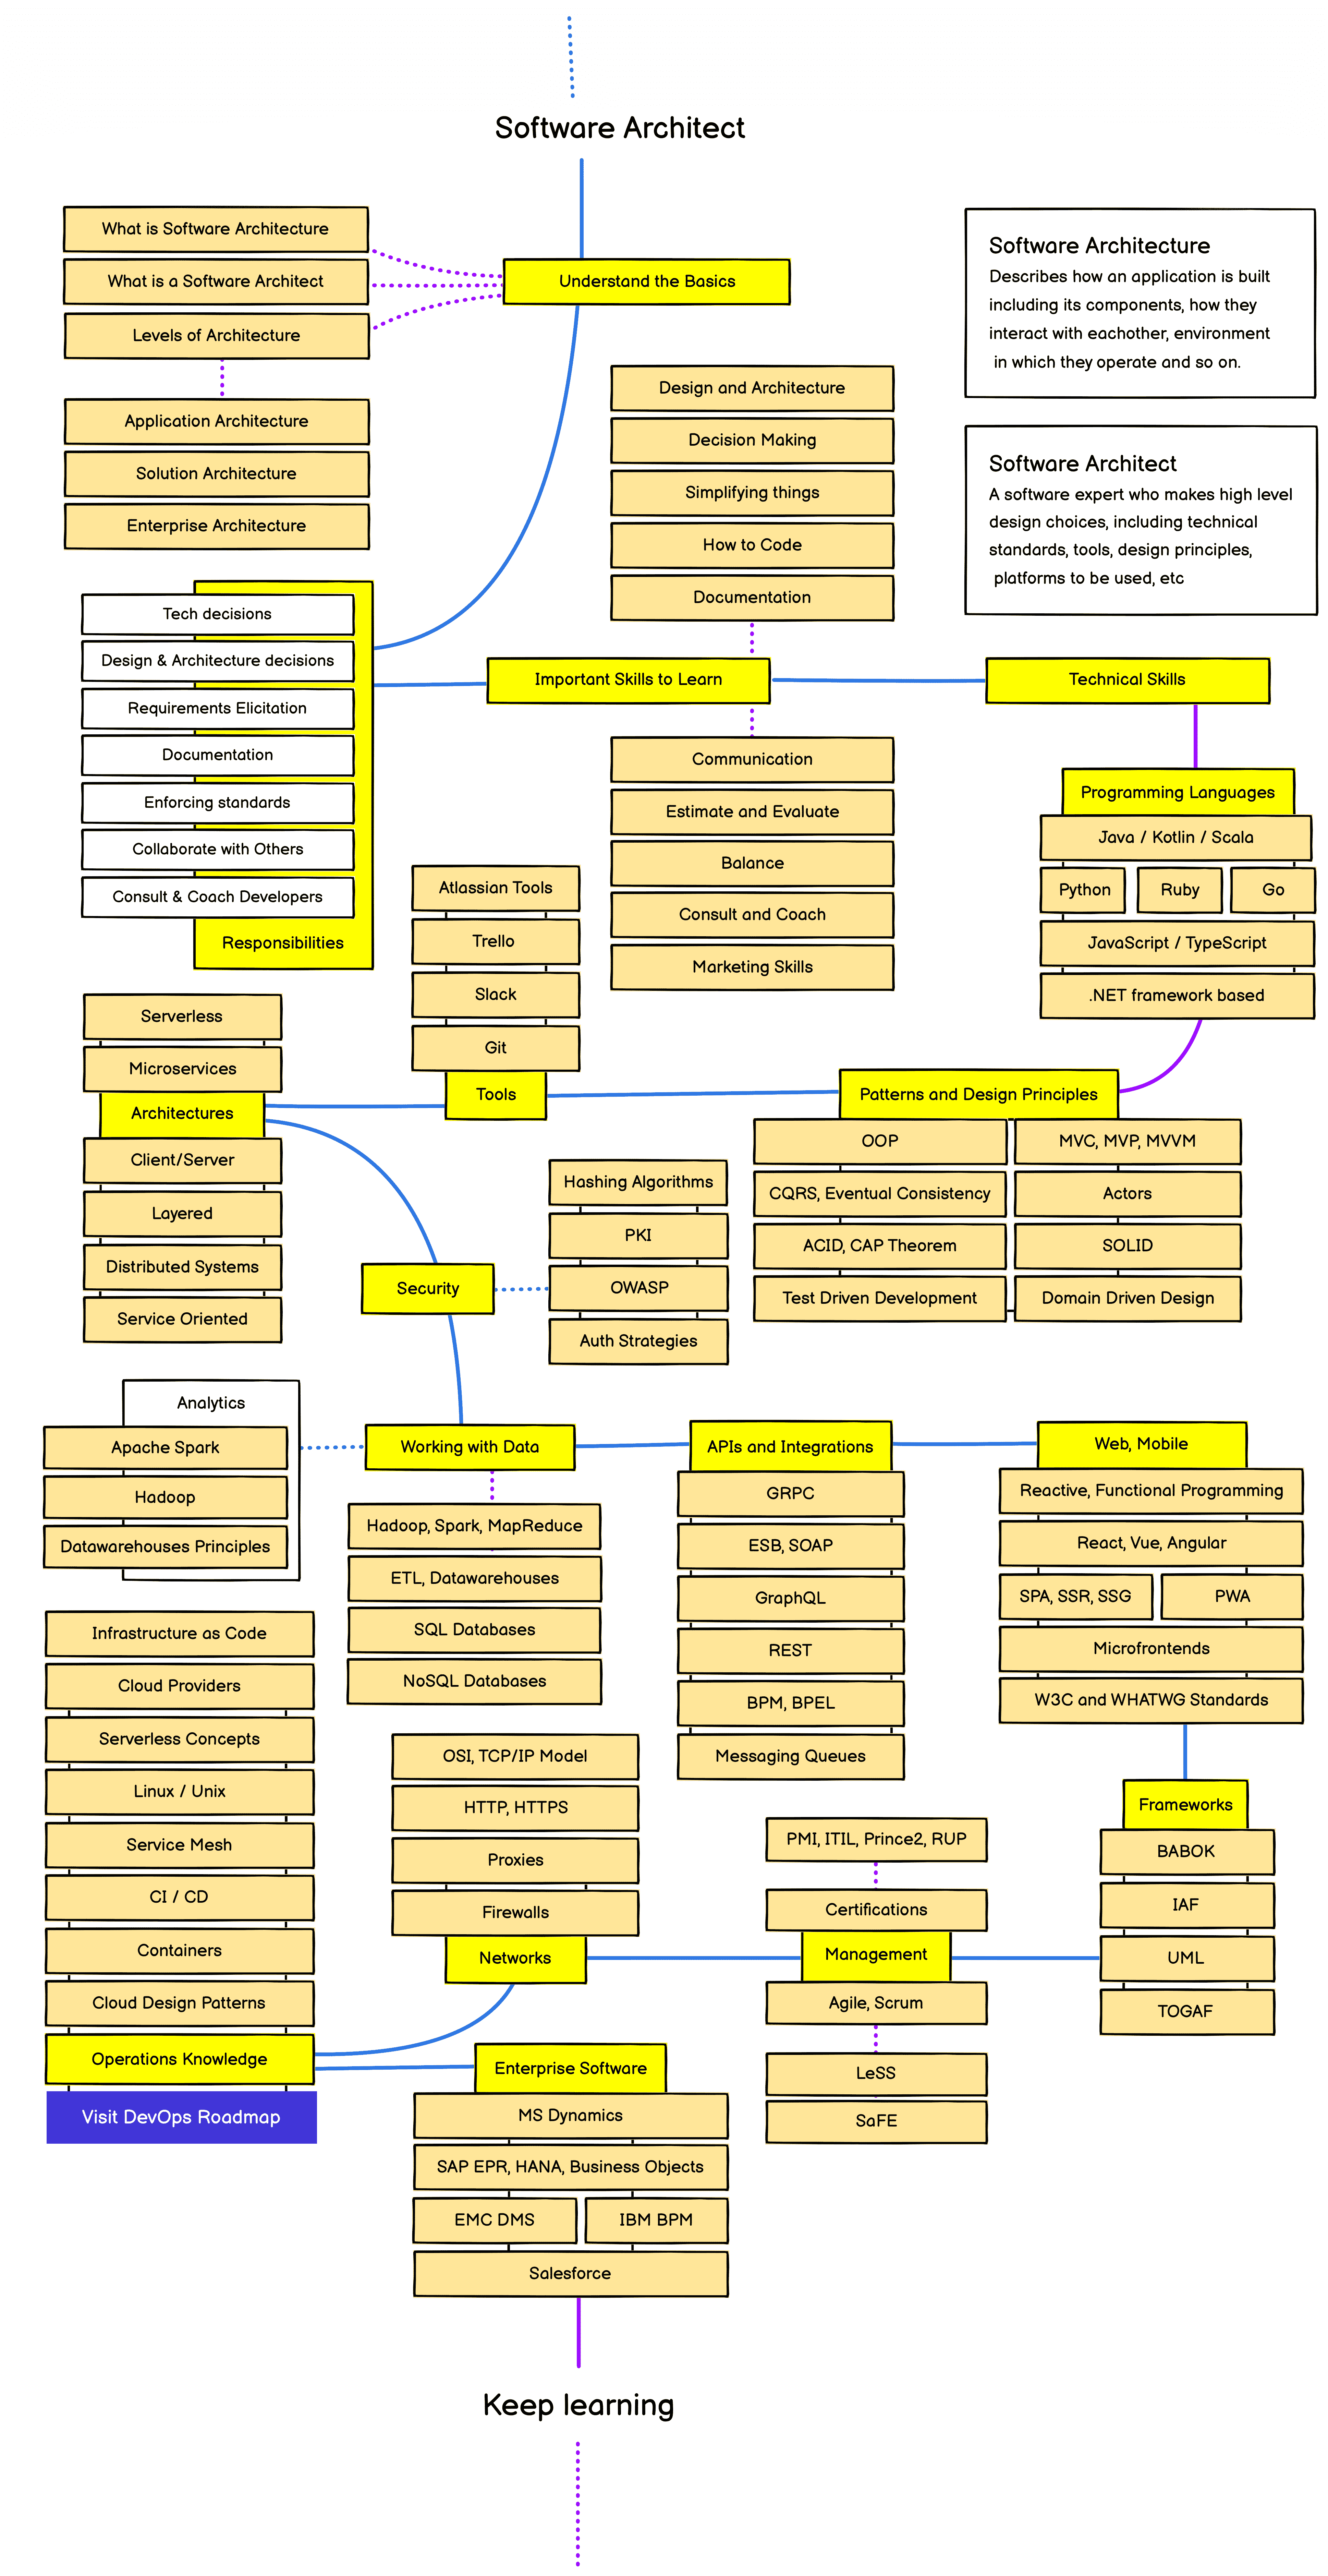 Software Architect
What is Software Architecture
What is a Software Architect
Levels of Architecture
Understand the Basics
Application Architecture
Solution Architecture
Enterprise Architecture
Software Architecture
Describes how an application is built
including its components, how they
interact with eachother, environment
in which they operate and so on.
Software Architect
A software expert who makes high level
design choices, including technical
standards, tools, design principles,
platforms to be used, etc
Design and Architecture
Decision Making
Simplifying things
How to Code
Documentation
Tech decisions
Design & Architecture decisions
Requirements Elicitation
Documentation
Enforcing standards
Collaborate with Others
Consult & Coach Developers
Responsibilities
Important Skills to Learn
Technical Skills
Communication
Estimate and Evaluate
Balance
Consult and Coach
Marketing Skills
Programming Languages
Java / Kotlin / Scala
Python
Ruby
Go
JavaScript / TypeScript
.NET framework based
Atlassian Tools
Trello
Slack
Git
Tools
Patterns and Design Principles
OOP
MVC, MVP, MVVM
CQRS, Eventual Consistency
Actors
ACID, CAP Theorem
SOLID
Test Driven Development
Domain Driven Design
Serverless
Microservices
Architectures
Client/Server
Layered
Distributed Systems
Service Oriented
Security
Hashing Algorithms
PKI
OWASP
Auth Strategies
Analytics
Apache Spark
Hadoop
Datawarehouses Principles
Working with Data
Hadoop, Spark, MapReduce
ETL, Datawarehouses
SQL Databases
NoSQL Databases
APIs and Integrations
GRPC
ESB, SOAP
GraphQL
REST
BPM, BPEL
Messaging Queues
Web, Mobile
Reactive, Functional Programming
React, Vue, Angular
SPA, SSR, SSG
PWA
Microfrontends
W3C and WHATWG Standards
Frameworks
BABOK
IAF
UML
TOGAF
PMI, ITIL, Prince2, RUP
Certifications
Management
Agile, Scrum
LeSS
SaFE
OSI, TCP/IP Model
HTTP, HTTPS
Proxies
Firewalls
Networks
Infrastructure as Code
Cloud Providers
Serverless Concepts
Linux / Unix
Service Mesh
CI / CD
Containers
Cloud Design Patterns
Operations Knowledge
Visit DevOps Roadmap
Enterprise Software
MS Dynamics
SAP EPR, HANA, Business Objects
EMC DMS
IBM BPM
Salesforce
Keep learning